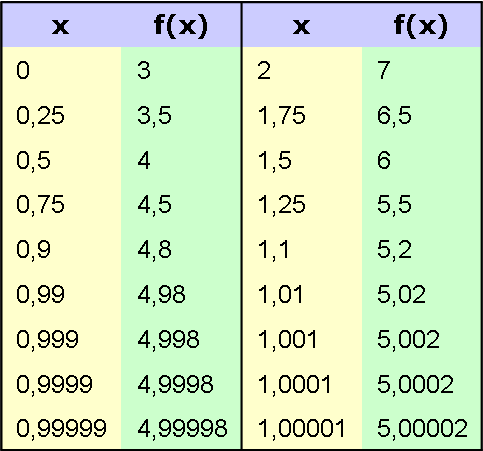 x f(x) x f(x)
0 3 2 7
0,25 3,5 1,75 6,5
0,5 4 1,5 6
0,75 4,5 1,25 5,5
0,9 4,8 1,1 5,2
0,99 4,98 1,01 5,02
0,999 4,998 1,001 5,002
0,9999 4,9998 1,0001 5,0002
0,99999 4,99998 1,00001 5,00002